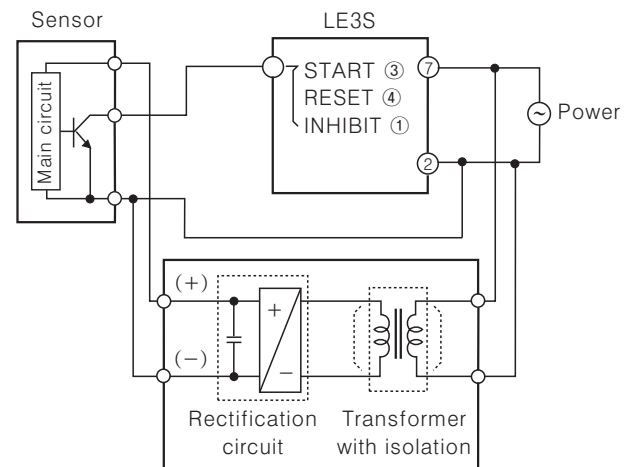 Sensor
LE3S
Main circuit
START ③
RESET ④
INHIBIT ①
⑦
②
~
Power
(+)
(−)
+
−
Rectification
circuit
Transformer
with isolation